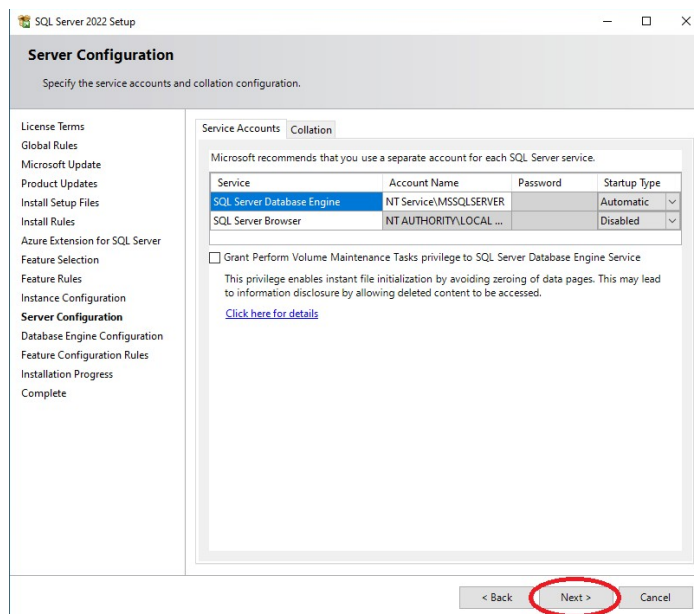 SQL Server 2022 Setup
Server Configuration
Specify the service accounts and collation configuration.
License Terms
Global Rules
Microsoft Update
Product Updates
Install Setup Files
Install Rules
Azure Extension for SQL Server
Feature Selection
Feature Rules
Instance Configuration
Server Configuration
Database Engine Configuration
Feature Configuration Rules
Installation Progress
Complete
Service Accounts Collation
Microsoft recommends that you use a separate account for each SQL Server service.
Service Account Name Password Startup Type
SQL Server Database Engine NT Service\MSSQLSERVER Automatic
SQL Server Browser NT AUTHORITY\LOCAL ... Disabled
Grant Perform Volume Maintenance Tasks privilege to SQL Server Database Engine Service
This privilege enables instant file initialization by avoiding zeroing of data pages. This may lead
to information disclosure by allowing deleted content to be accessed.
Click here for details
< Back Next > Cancel